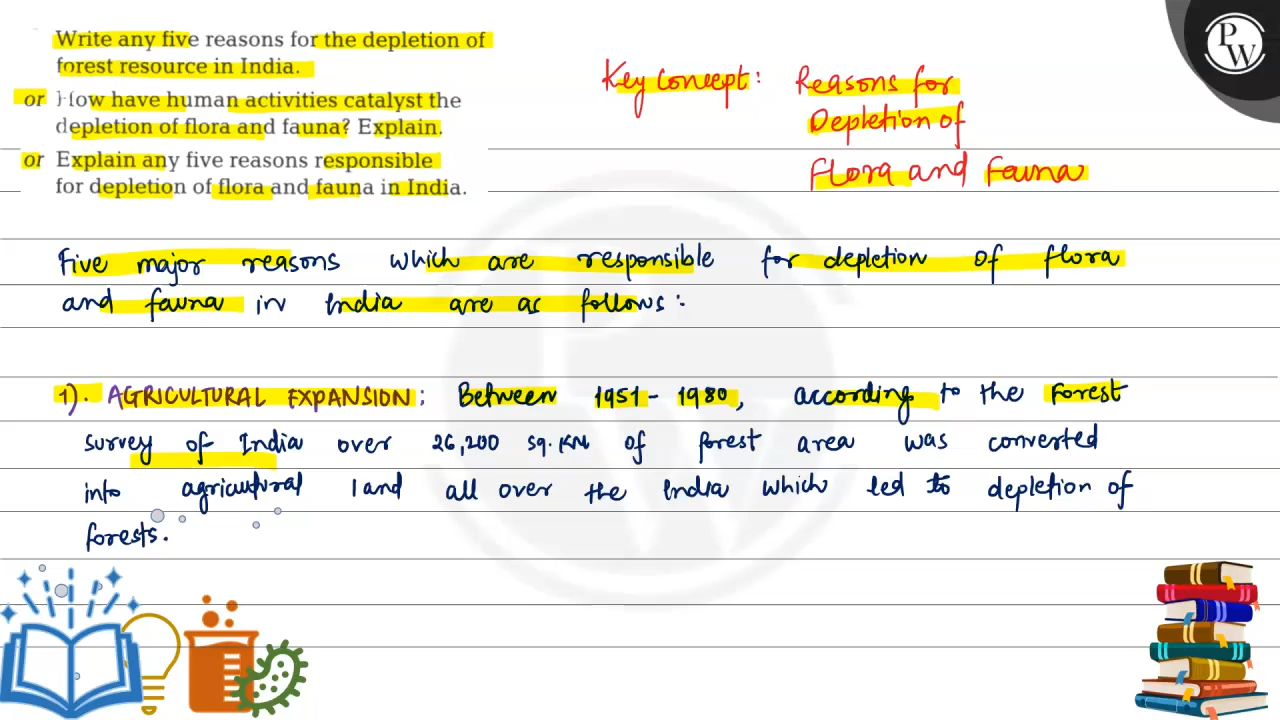 Write any five reasons for the depletion of
forest resource in India.
or How have human activities catalyst the
depletion of flora and fauna? Explain.
or Explain any five reasons responsible
for depletion of flora and fauna in India.
Key concept: Reasons for
Depletion of
Flora and Fauna
PW
Five major reasons which are responsible for depletion of flora
and fauna in India are as follows:
1). AGRICULTURAL EXPANSION: Between 1951-1980, according to the Forest
survey of India over 26,200 sq.KM of forest area was converted
into agricultural land all over the India which led to depletion of
forests.